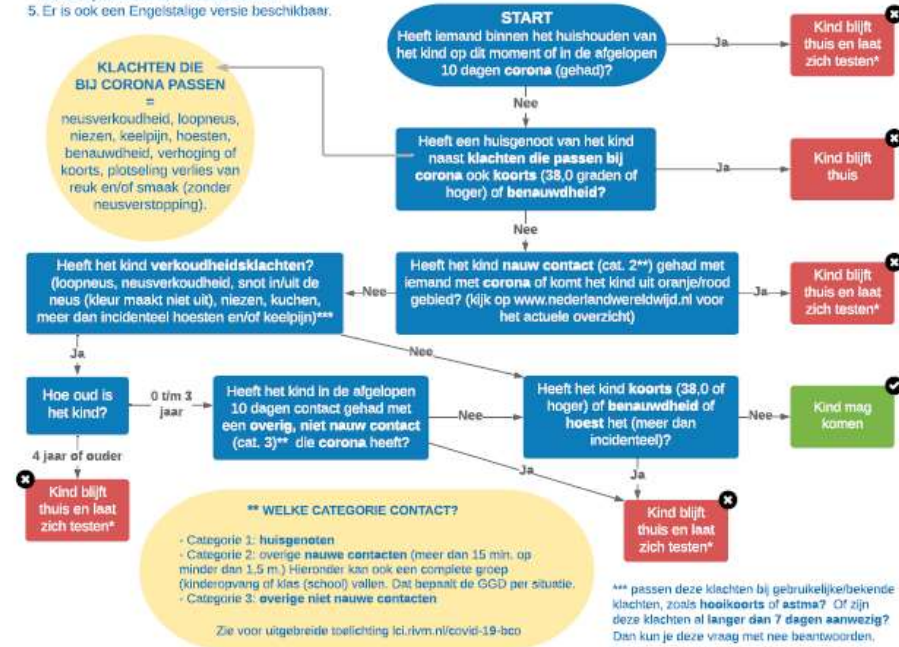 5. Er is ook een Engelstalige versie beschikbaar.
START
Heeft iemand binnen het huishouden van
het kind op dit moment of in de afgelopen
10 dagen corona (gehad)?
Ja
Kind blijft
thuis en laat
zich testen*
KLACHTEN DIE
BIJ CORONA PASSEN
=
neusverkoudheid, loopneus,
niezen, keelpijn, hoesten,
benauwdheid, verhoging of
koorts, plotseling verlies van
reuk en/of smaak (zonder
neusverstopping).
Nee
Heeft een huisgenoot van het kind
naast klachten die passen bij
corona ook koorts (38,0 graden of
hoger) of benauwdheid?
Ja
Kind blijft
thuis
Nee
Heeft het kind verkoudheidsklachten?
(loopneus, neusverkoudheid, snot in/uit de
neus (kleur maakt niet uit), niezen, kuchen,
meer dan incidenteel hoesten en/of keelpijn)***
Nee
Heeft het kind nauw contact (cat. 2**) gehad met
iemand met corona of komt het kind uit oranje/rood
gebied? (kijk op www.nederlandwereldwijd.nl voor
het actuele overzicht)
Ja
Kind blijft
thuis en laat
zich testen*
Ja
Nee
Hoe oud is
het kind?
0 t/m 3
jaar
Heeft het kind in de afgelopen
10 dagen contact gehad met
een overig, niet nauw contact
(cat. 3)** die corona heeft?
Nee
Heeft het kind koorts (38,0 of
hoger) of benauwdheid of
hoest het (meer dan
incidenteel)?
Nee
Kind mag
komen
4 jaar of ouder
Ja
Ja
Kind blijft
thuis en laat
zich testen*
Kind blijft
thuis en laat
zich testen*
** WELKE CATEGORIE CONTACT?
- Categorie 1: huisgenoten
- Categorie 2: overige nauwe contacten (meer dan 15 min. op
minder dan 1,5 m.) Hieronder kan ook een complete groep
(kinderopvang of klas (school) vallen. Dat bepaalt de GGD per situatie.
- Categorie 3: overige niet nauwe contacten
Zie voor uitgebreide toelichting lci.rivm.nl/covid-19-bco
*** passen deze klachten bij gebruikelijke/bekende
klachten, zoals hooikoorts of astma? Of zijn
deze klachten al langer dan 7 dagen aanwezig?
Dan kun je deze vraag met nee beantwoorden.